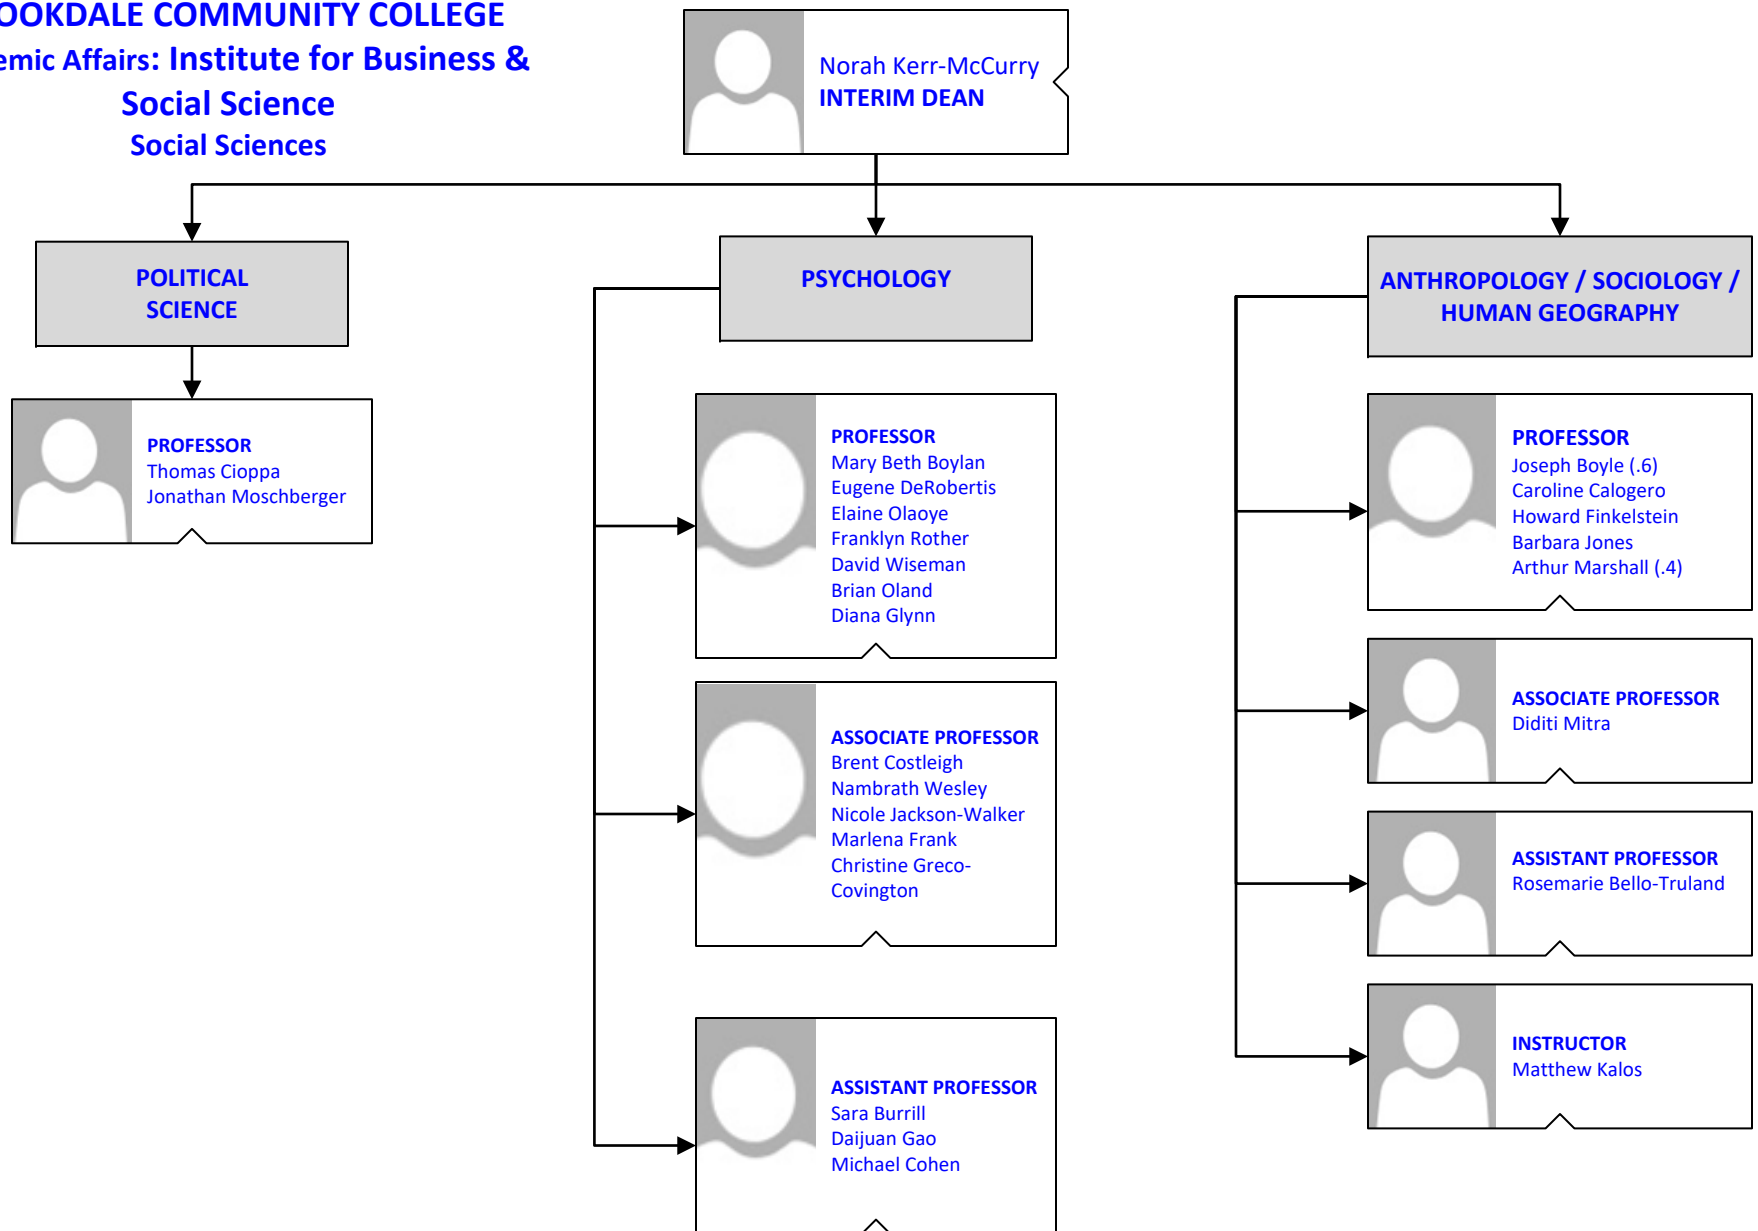 OOKDALE COMMUNITY COLLEGE
emic Affairs: Institute for Business &
Social Science
Social Sciences
Norah Kerr-McCurry
INTERIM DEAN
POLITICAL
SCIENCE
PROFESSOR
Thomas Cioppa
Jonathan Moschberger
PSYCHOLOGY
PROFESSOR
Mary Beth Boylan
Eugene DeRobertis
Elaine Olaoye
Franklyn Rother
David Wiseman
Brian Oland
Diana Glynn
ASSOCIATE PROFESSOR
Brent Costleigh
Nambrath Wesley
Nicole Jackson-Walker
Marlena Frank
Christine Greco-
Covington
ASSISTANT PROFESSOR
Sara Burrill
Daijuan Gao
Michael Cohen
ANTHROPOLOGY / SOCIOLOGY /
HUMAN GEOGRAPHY
PROFESSOR
Joseph Boyle (.6)
Caroline Calogero
Howard Finkelstein
Barbara Jones
Arthur Marshall (.4)
ASSOCIATE PROFESSOR
Diditi Mitra
ASSISTANT PROFESSOR
Rosemarie Bello-Truland
INSTRUCTOR
Matthew Kalos